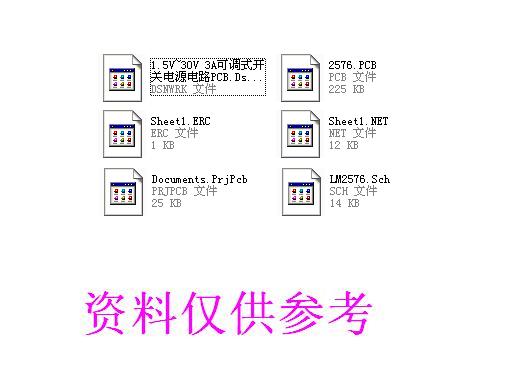 1.5V~30V 3A可调式开
关电源电路PCB.Ds...
DSNWRK 文件
2576.PCB
PCB 文件
225 KB
Sheet1.ERC
ERC 文件
1 KB
Sheet1.NET
NET 文件
12 KB
Documents.PrjPcb
PRJPCB 文件
25 KB
LM2576.Sch
SCH 文件
14 KB
资料仅供参考